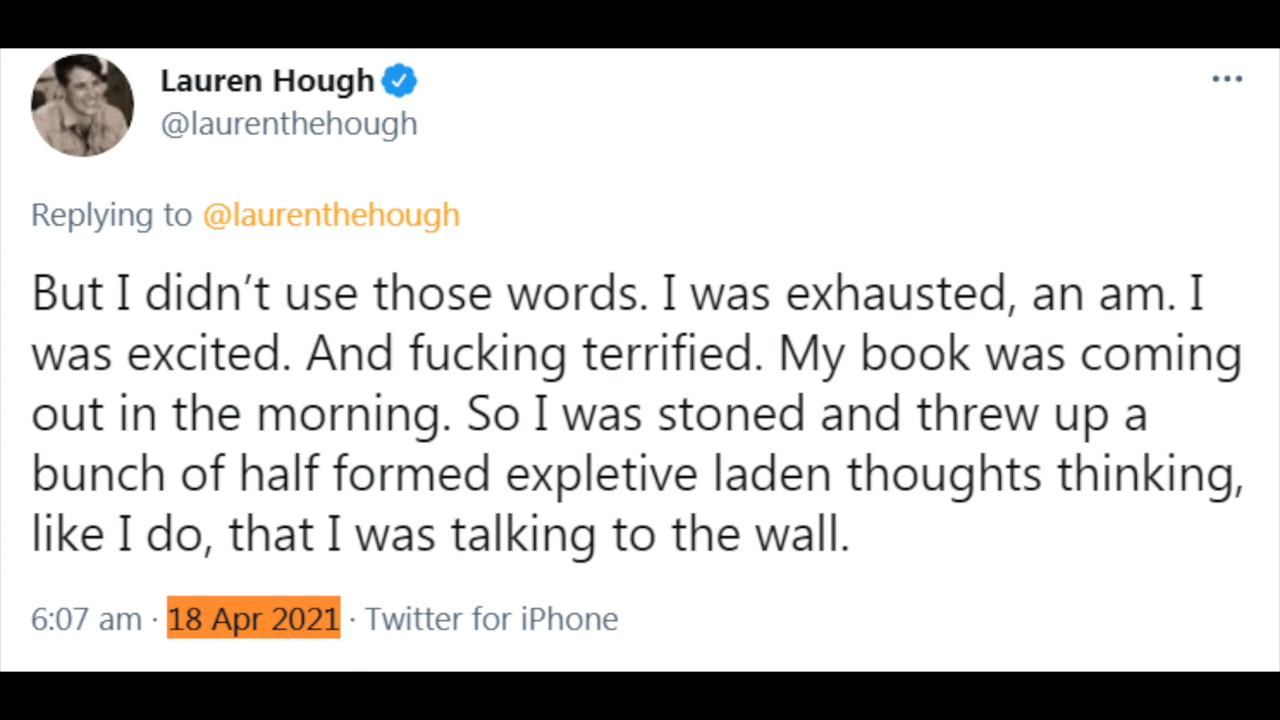 Lauren Hough
@laurenthehough
Replying to @laurenthehough
But I didn’t use those words. I was exhausted, an am. I
was excited. And fucking terrified. My book was coming
out in the morning. So I was stoned and threw up a
bunch of half formed expletive laden thoughts thinking,
like I do, that I was talking to the wall.
6:07 am · 18 Apr 2021 · Twitter for iPhone